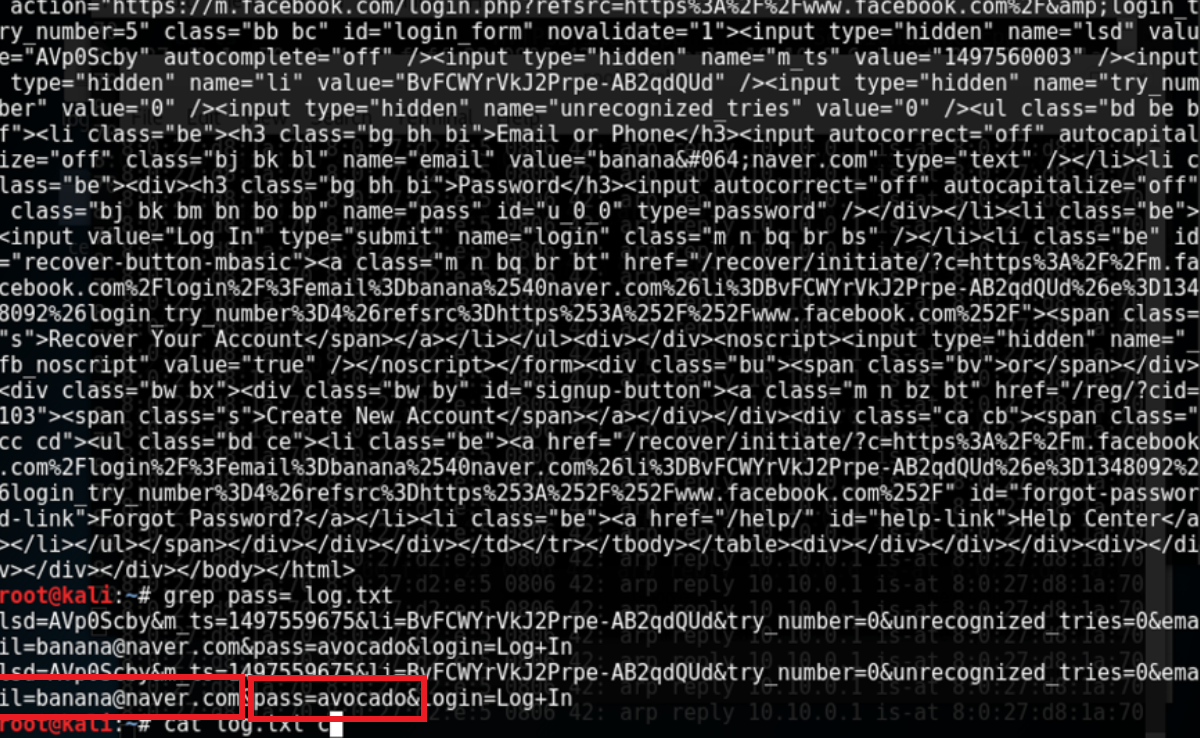 action="https://m.facebook.com/login.php?refsrc=https%3A%2F%2Fwww.facebook.com%2F&amp;login_t
ry_number=5" class="bb bc" id="login_form" novalidate="1"><input type="hidden" name="lsd" valu
e="AVp0Scby" autocomplete="off" /><input type="hidden" name="m_ts" value="1497560003" /><input
type="hidden" name="li" value="BvFCWYrVkJ2Prpe-AB2qdQUd" /><input type="hidden" name="try_num
ber" value="0" /><input type="hidden" name="unrecognized_tries" value="0" /><ul class="bd be b
f"><li class="be"><h3 class="bg bh bi">Email or Phone</h3><input autocorrect="off" autocapital
ize="off" class="bj bk bl" name="email" value="banana&#064;naver.com" type="text" /></li><li c
lass="be"><div><h3 class="bg bh bi">Password</h3><input autocorrect="off" autocapitalize="off"
class="bj bk bm bn bo bp" name="pass" id="u_0_0" type="password" /></div></li><li class="be">
<input value="Log In" type="submit" name="login" class="m n bq br bs" /></li><li class="be" id
="recover-button-mbasic"><a class="m n bq br bt" href="/recover/initiate/?c=https%3A%2F%2Fm.fa
cebook.com%2Flogin%2F%3Femail%3Dbanana%2540naver.com%26li%3DBvFCWYrVkJ2Prpe-AB2qdQUd%26e%3D134
8092%26login_try_number%3D4%26refsrc%3Dhttps%253A%252F%252Fwww.facebook.com%252F"><span class=
"s">Recover Your Account</span></a></li></ul><div></div><noscript><input type="hidden" name="_
fb_noscript" value="true" /></noscript></form><div class="bu"><span class="bv">or</span></div>
<div class="bw bx"><div class="bw by" id="signup-button"><a class="m n bz bt" href="/reg/?cid=
103"><span class="s">Create New Account</span></a></div></div><div class="ca cb"><span class="
cc cd"><ul class="bd ce"><li class="be"><a href="/recover/initiate/?c=https%3A%2F%2Fm.facebook
.com%2Flogin%2F%3Femail%3Dbanana%2540naver.com%26li%3DBvFCWYrVkJ2Prpe-AB2qdQUd%26e%3D1348092%2
6login_try_number%3D4%26refsrc%3Dhttps%253A%252F%252Fwww.facebook.com%252F" id="forgot-passwor
d-link">Forgot Password?</a></li><li class="be"><a href="/help/" id="help-link">Help Center</a
></li></ul></span></div></div></div></td></tr></tbody></table><div></div></div></div><div></di
v></div></div></body></html>
root@kali:~# grep pass= log.txt
lsd=AVp0Scby&m_ts=1497559675&li=BvFCWYrVkJ2Prpe-AB2qdQUd&try_number=0&unrecognized_tries=0&ema
il=banana@naver.com&pass=avocado&login=Log+In
lsd=AVp0Scby&m_ts=1497559675&li=BvFCWYrVkJ2Prpe-AB2qdQUd&try_number=0&unrecognized_tries=0&ema
il=banana@naver.com&pass=avocado&login=Log+In
root@kali:~# cat log.txt c